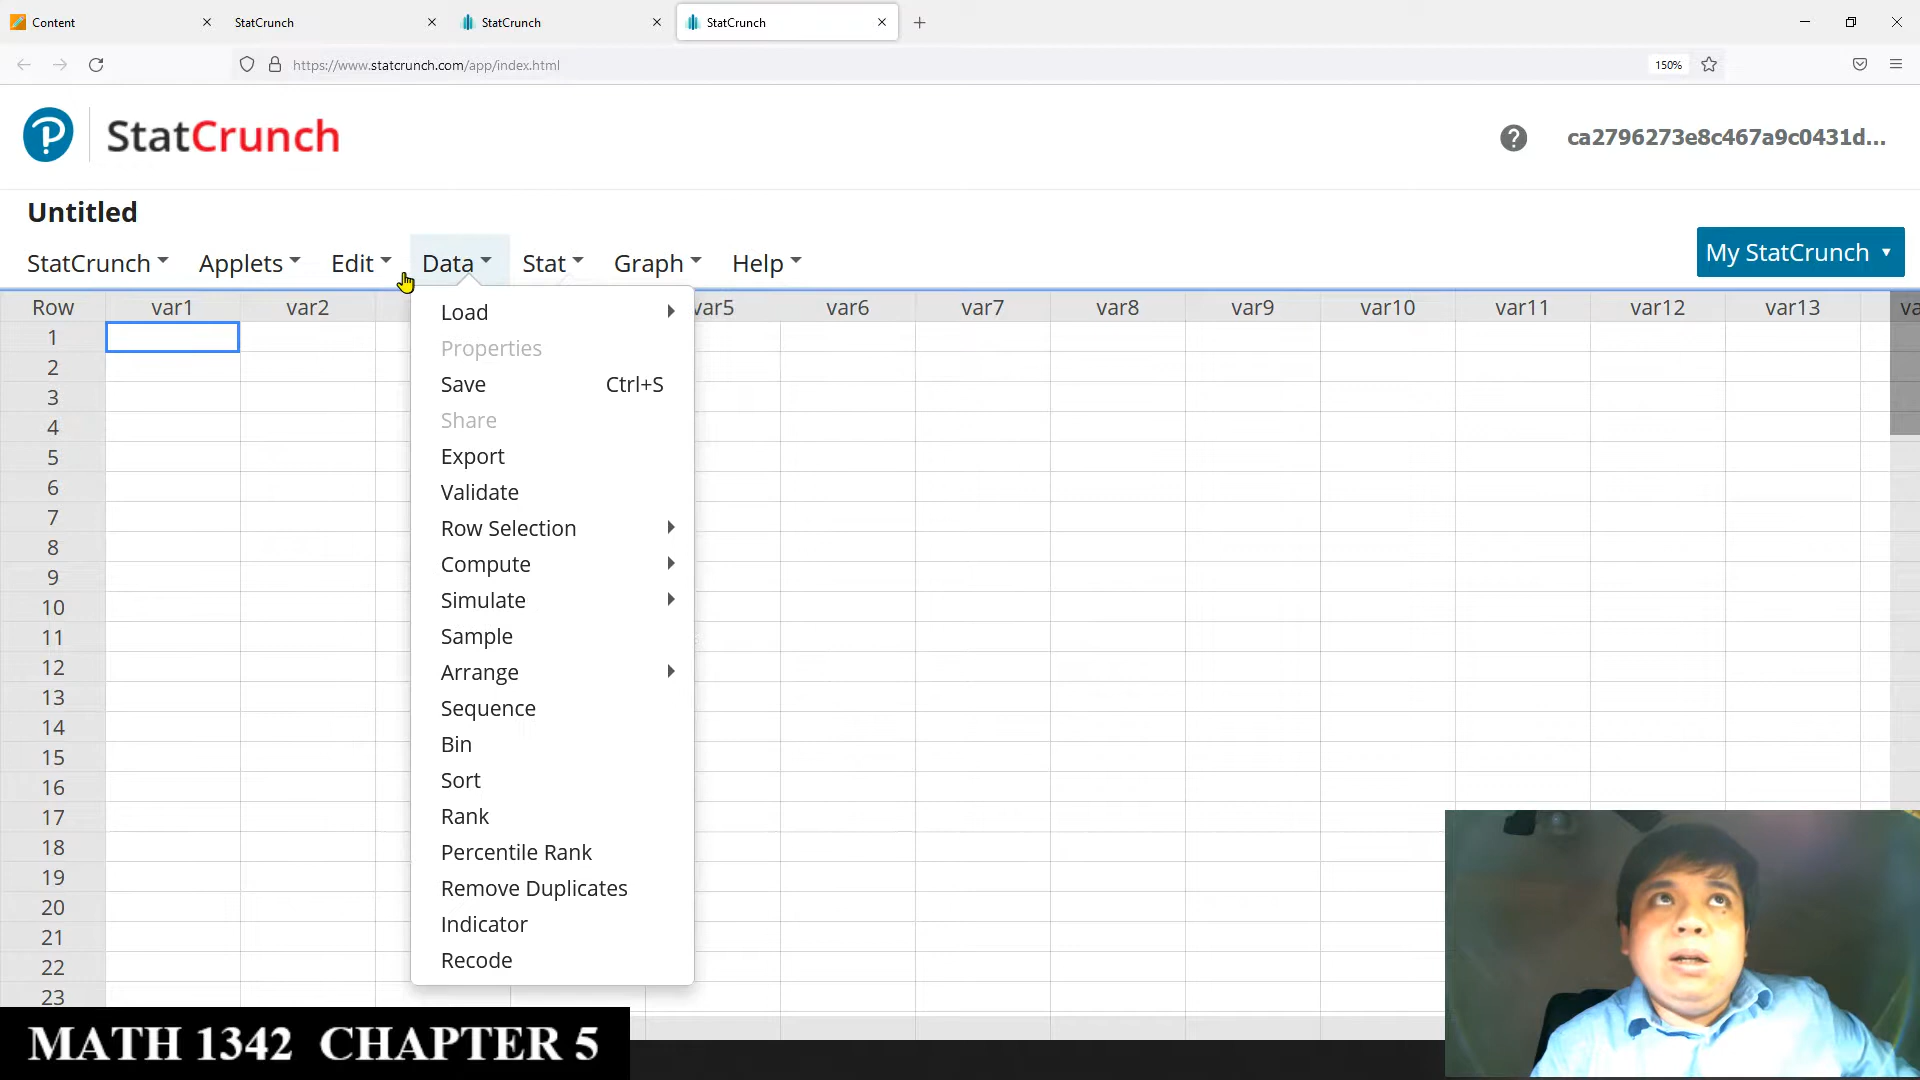 Content
StatCrunch
StatCrunch
StatCrunch
https://www.statcrunch.com/app/index.html
150%
StatCrunch
ca2796273e8c467a9c0431d...
Untitled
StatCrunch Applets Edit Data Stat Graph Help
My StatCrunch
Row var1 var2 var5 var6 var7 var8 var9 var10 var11 var12 var13 va
1
2
3
4
5
6
7
8
9
10
11
12
13
14
15
16
17
18
19
20
21
22
23
Load
Properties
Save Ctrl+S
Share
Export
Validate
Row Selection
Compute
Simulate
Sample
Arrange
Sequence
Bin
Sort
Rank
Percentile Rank
Remove Duplicates
Indicator
Recode
MATH 1342 CHAPTER 5